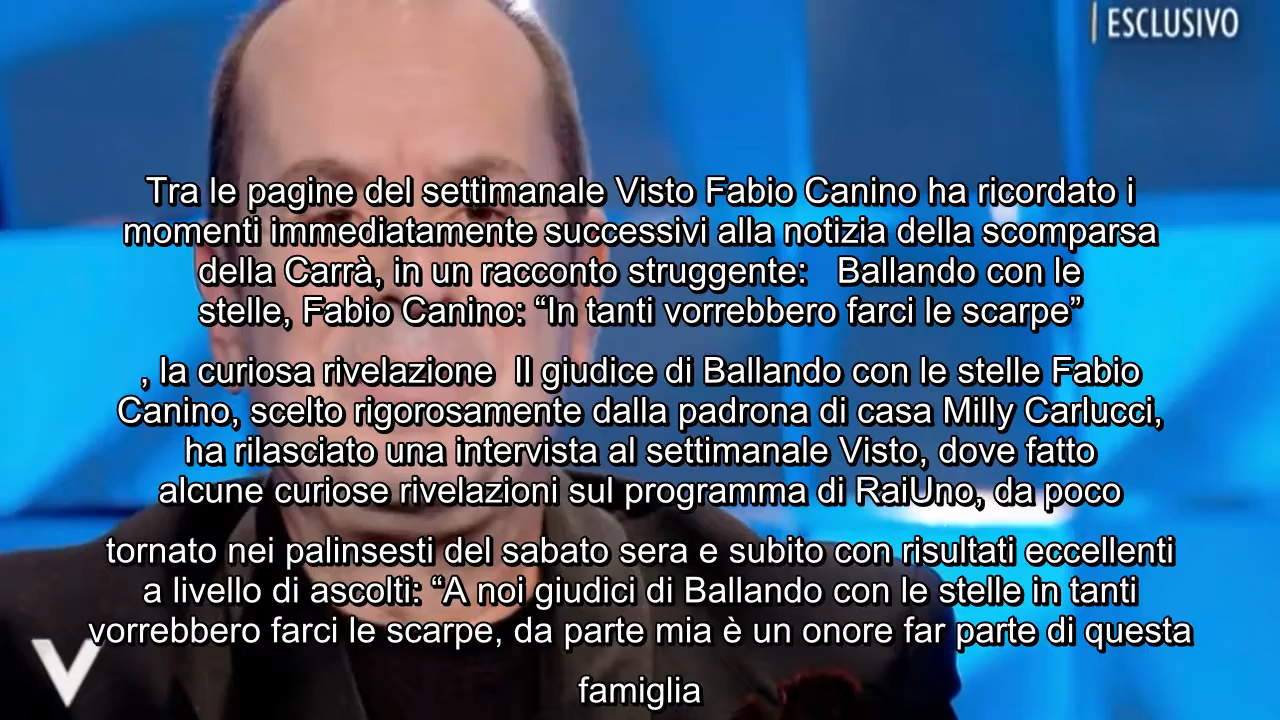 ESCLUSIVO
Tra le pagine del settimanale Visto Fabio Canino ha ricordato i
momenti immediatamente successivi alla notizia della scomparsa
della Carrà, in un racconto struggente:   Ballando con le
stelle, Fabio Canino: “In tanti vorrebbero farci le scarpe”
, la curiosa rivelazione  Il giudice di Ballando con le stelle Fabio
Canino, scelto rigorosamente dalla padrona di casa Milly Carlucci,
ha rilasciato una intervista al settimanale Visto, dove fatto
alcune curiose rivelazioni sul programma di RaiUno, da poco
tornato nei palinsesti del sabato sera e subito con risultati eccellenti
a livello di ascolti: “A noi giudici di Ballando con le stelle in tanti
vorrebbero farci le scarpe, da parte mia è un onore far parte di questa
V
famiglia